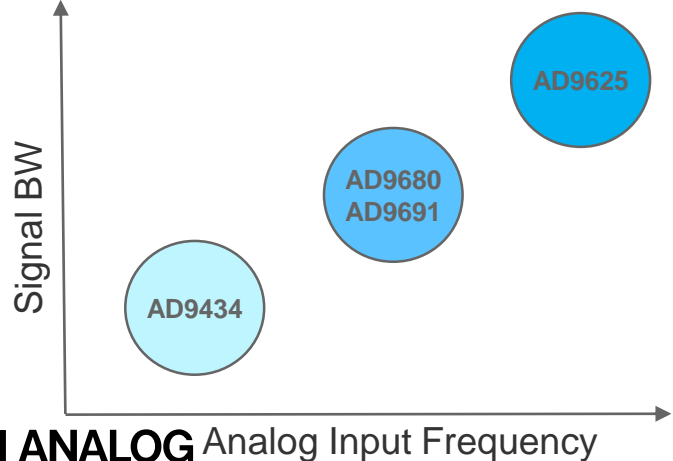 AD9625
AD9680
AD9691
Signal BW
AD9434
ANALOG
Analog Input Frequency